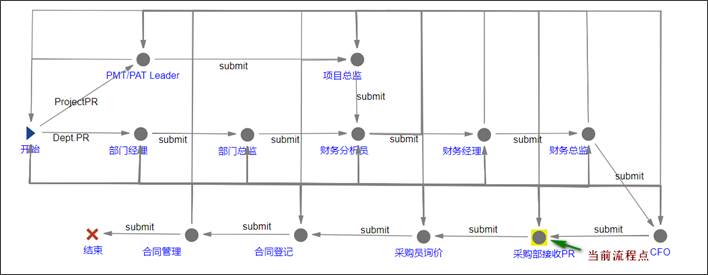 PMT/PAT Leader
submit
项目总监
submit
ProjectPR
开始
Dept PR
部门经理
submit
部门总监
submit
财务分析员
submit
财务经理
submit
财务总监
submit
结束
submit
合同管理
submit
合同登记
submit
采购员询价
submit
采购部接收PR
submit
CFO
当前流程点